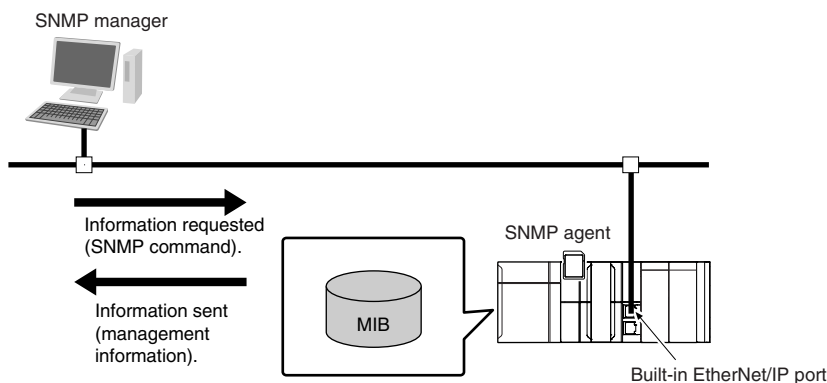 SNMP manager
Information requested
(SNMP command).
SNMP agent
Information sent
(management
information).
MIB
Built-in EtherNet/IP port